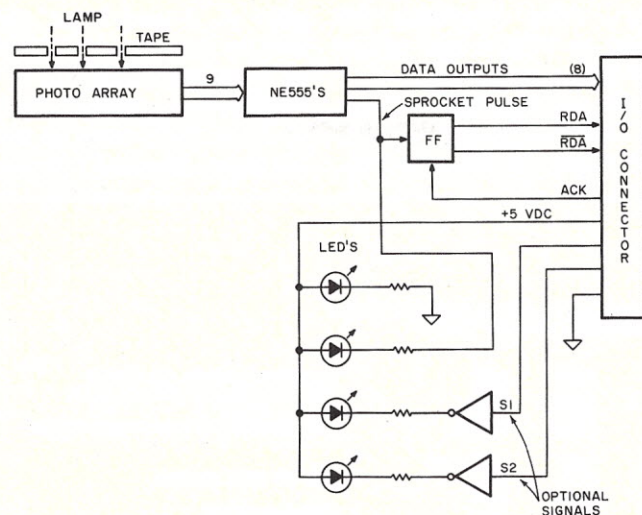 LAMP
TAPE
PHOTO ARRAY
9
NE555'S
DATA OUTPUTS (8)
SPROCKET PULSE
FF
RDA
R̅D̅A̅
ACK
+5 VDC
I/O CONNECTOR
LED'S
S1
S2
OPTIONAL
SIGNALS